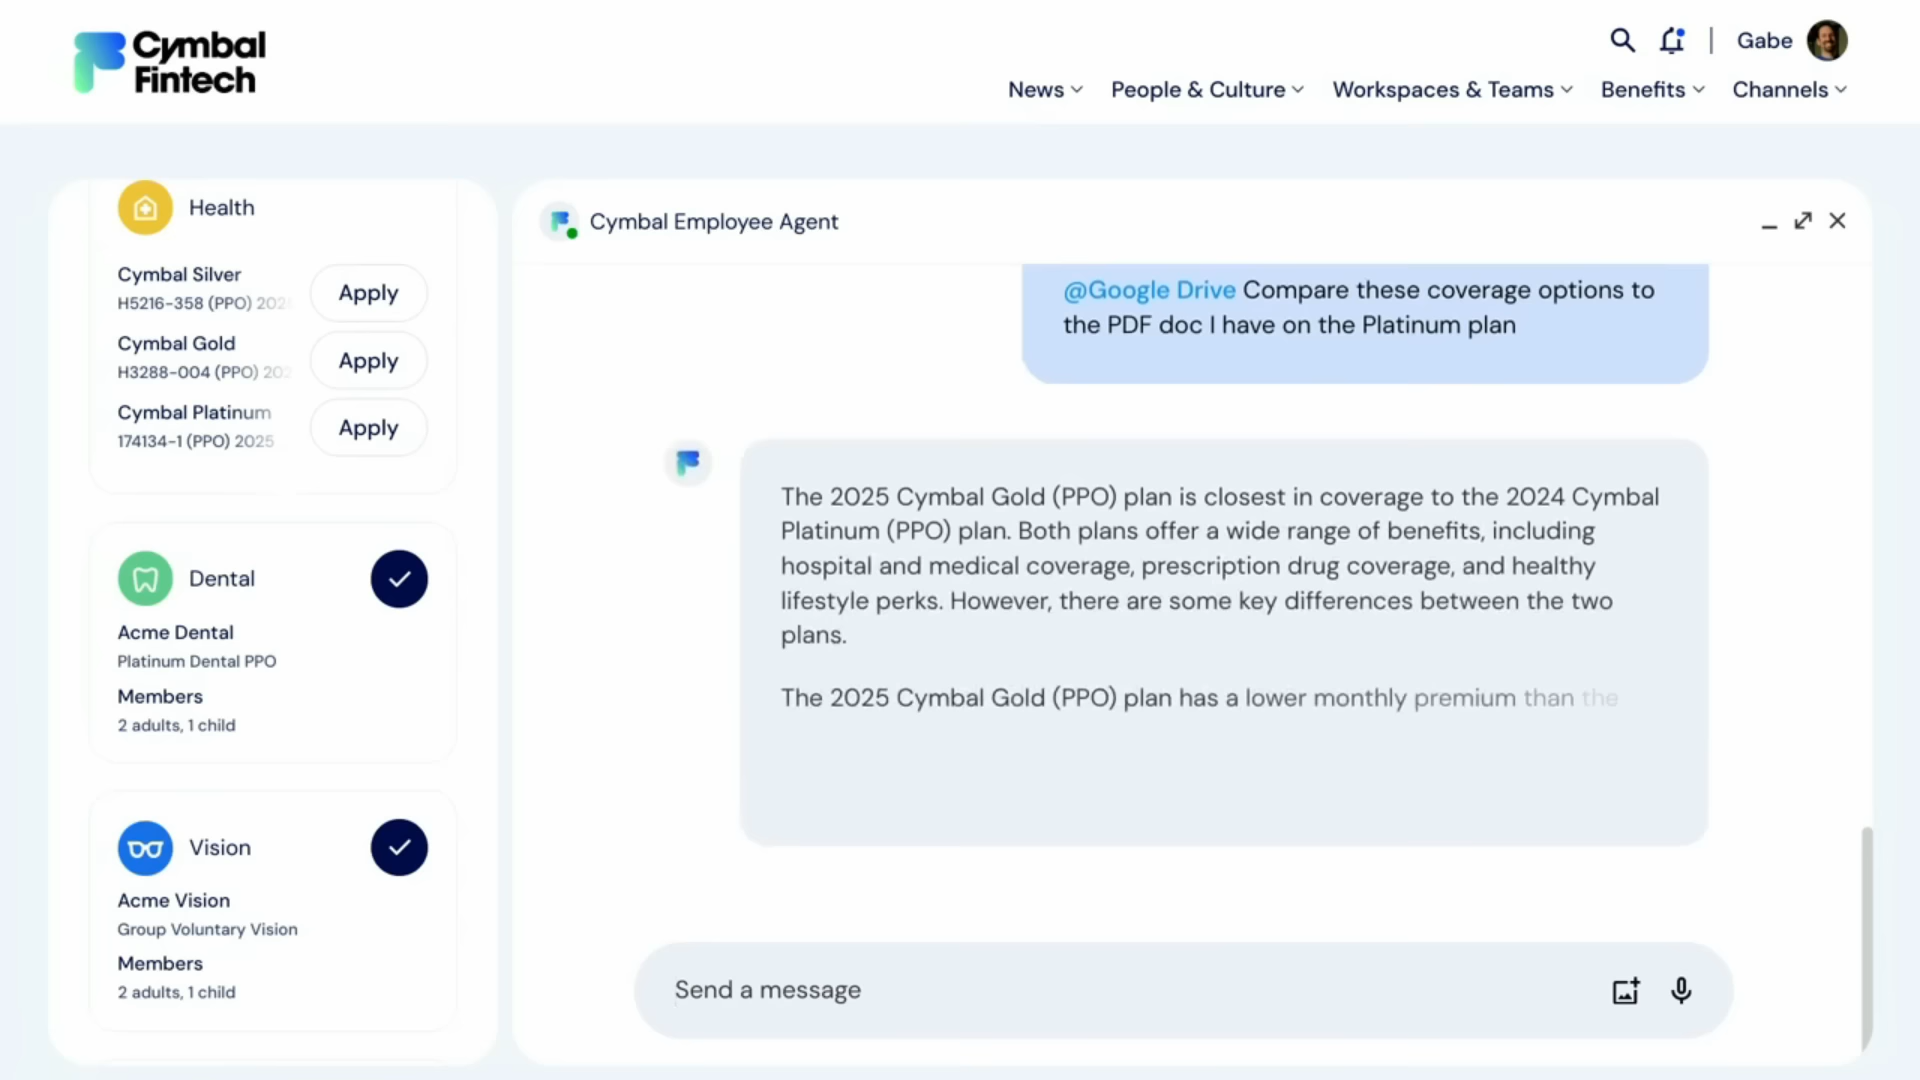 Cymbal
Fintech
Gabe
News
People & Culture
Workspaces & Teams
Benefits
Channels
Health
Cymbal Silver
H5216-358 (PPO) 202
Apply
Cymbal Gold
H3288-004 (PPO) 202
Apply
Cymbal Platinum
174134-1 (PPO) 2025
Apply
Dental
Acme Dental
Platinum Dental PPO
Members
2 adults, 1 child
Vision
Acme Vision
Group Voluntary Vision
Members
2 adults, 1 child
Cymbal Employee Agent
@Google Drive Compare these coverage options to
the PDF doc I have on the Platinum plan
The 2025 Cymbal Gold (PPO) plan is closest in coverage to the 2024 Cymbal
Platinum (PPO) plan. Both plans offer a wide range of benefits, including
hospital and medical coverage, prescription drug coverage, and healthy
lifestyle perks. However, there are some key differences between the two
plans.
The 2025 Cymbal Gold (PPO) plan has a lower monthly premium than the
Send a message